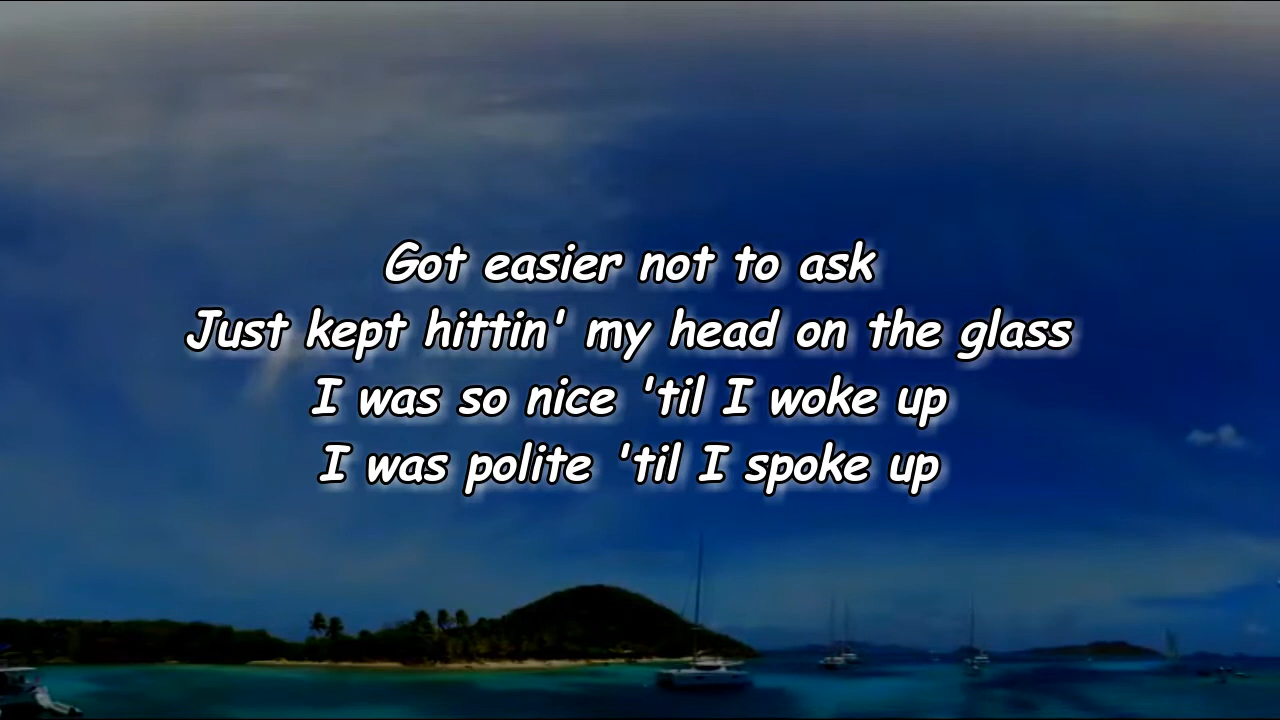 Got easier not to ask
Just kept hittin' my head on the glass
I was so nice 'til I woke up
I was polite 'til I spoke up